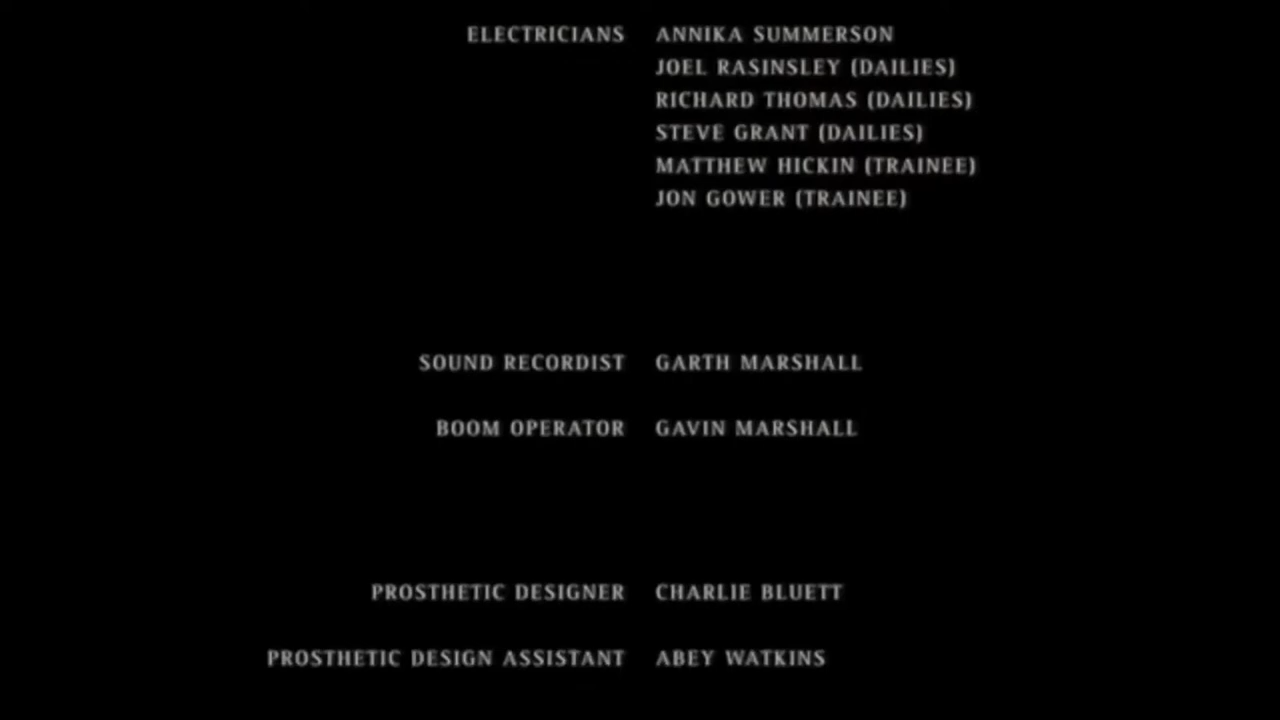 ELECTRICIANS ANNIKA SUMMERSON
JOEL RASINSLEY (DAILIES)
RICHARD THOMAS (DAILIES)
STEVE GRANT (DAILIES)
MATTHEW HICKIN (TRAINEE)
JON GOWER (TRAINEE)
SOUND RECORDIST GARTH MARSHALL
BOOM OPERATOR GAVIN MARSHALL
PROSTHETIC DESIGNER CHARLIE BLUETT
PROSTHETIC DESIGN ASSISTANT ABEY WATKINS